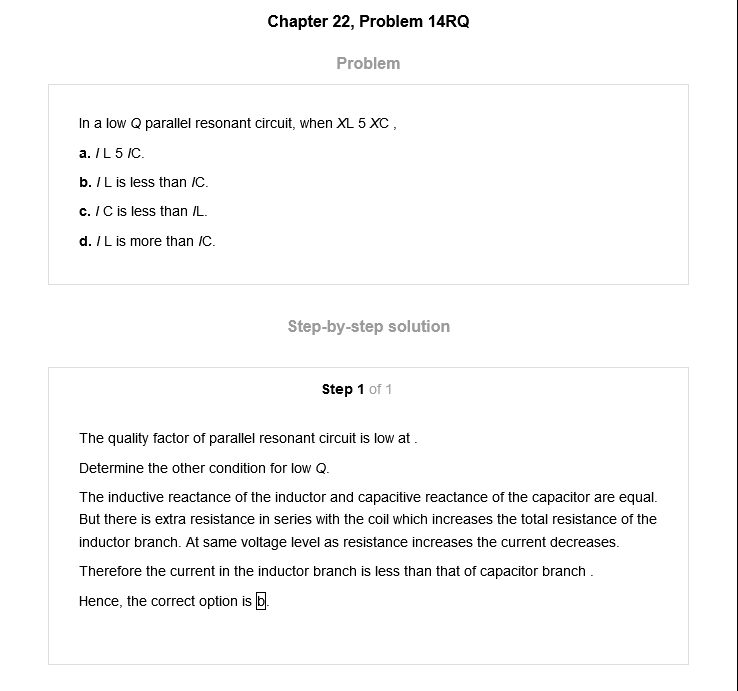 Chapter 22, Problem 14RQ
Problem
In a low Q parallel resonant circuit, when XL 5 XC ,
a. I L 5 IC.
b. I L is less than IC.
c. I C is less than IL.
d. I L is more than IC.
Step-by-step solution
Step 1 of 1
The quality factor of parallel resonant circuit is low at .
Determine the other condition for low Q.
The inductive reactance of the inductor and capacitive reactance of the capacitor are equal.
But there is extra resistance in series with the coil which increases the total resistance of the
inductor branch. At same voltage level as resistance increases the current decreases.
Therefore the current in the inductor branch is less than that of capacitor branch .
Hence, the correct option is b.